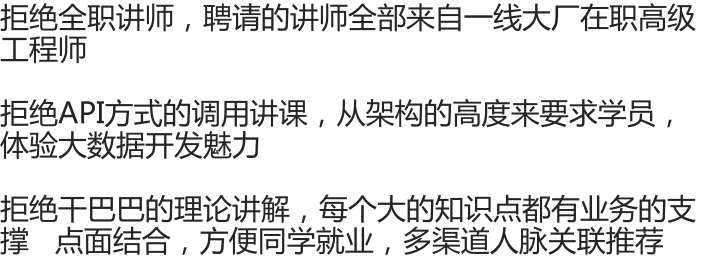 拒绝全职讲师，聘请的讲师全部来自一线大厂在职高级
工程师
拒绝API方式的调用讲课，从架构的高度来要求学员，
体验大数据开发魅力
拒绝干巴巴的理论讲解，每个大的知识点都有业务的支
撑   点面结合，方便同学就业，多渠道人脉关联推荐